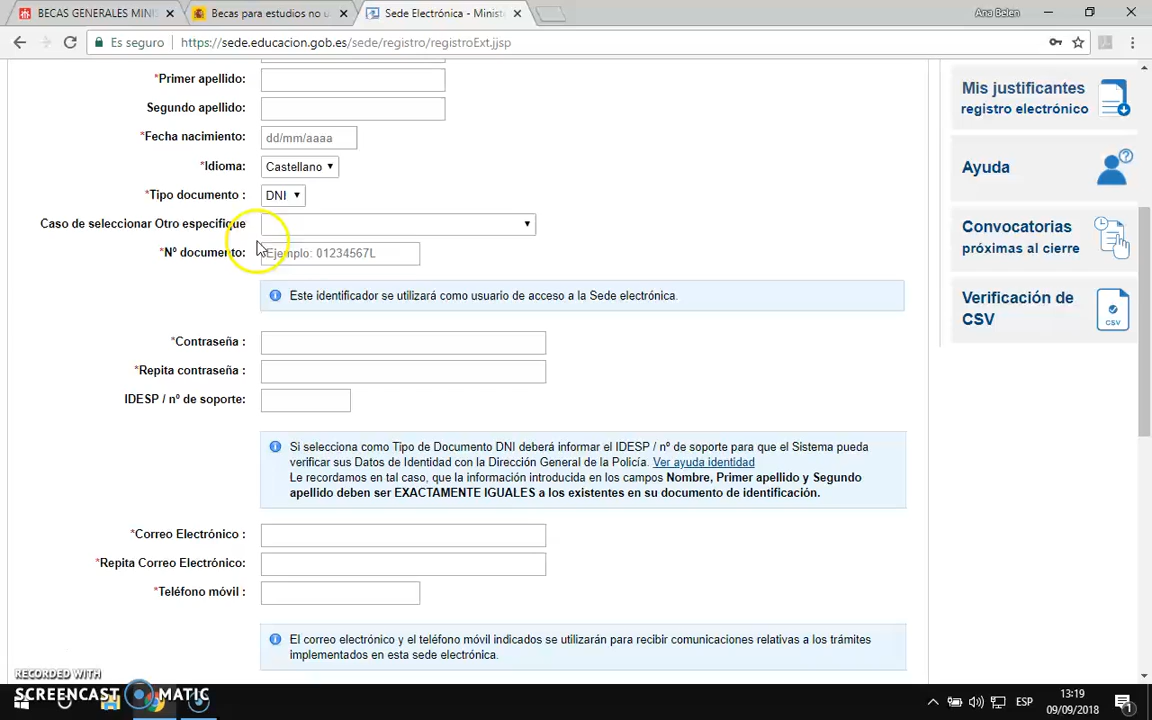 BECAS GENERALES MINIS
Becas para estudios no u
Sede Electrónica - Minist
Ana Belen
Es seguro
https://sede.educacion.gob.es/sede/registro/registroExt.jjsp
*Primer apellido:
Segundo apellido:
*Fecha nacimiento:
dd/mm/aaaa
*Idioma:
Castellano
*Tipo documento :
DNI
Caso de seleccionar Otro especifique
*Nº documento:
Ejemplo: 01234567L
Este identificador se utilizará como usuario de acceso a la Sede electrónica.
*Contraseña :
*Repita contraseña :
IDESP / nº de soporte:
Si selecciona como Tipo de Documento DNI deberá informar el IDESP / nº de soporte para que el Sistema pueda
verificar sus Datos de Identidad con la Dirección General de la Policía. Ver ayuda identidad
Le recordamos en tal caso, que la información introducida en los campos Nombre, Primer apellido y Segundo
apellido deben ser EXACTAMENTE IGUALES a los existentes en su documento de identificación.
*Correo Electrónico :
*Repita Correo Electrónico:
*Teléfono móvil :
El correo electrónico y el teléfono móvil indicados se utilizarán para recibir comunicaciones relativas a los trámites
implementados en esta sede electrónica.
Mis justificantes
registro electrónico
Ayuda
Convocatorias
próximas al cierre
Verificación de
CSV
CSV
RECORDED WITH
SCREENCAST MATIC
ESP
13:19
09/09/2018
1